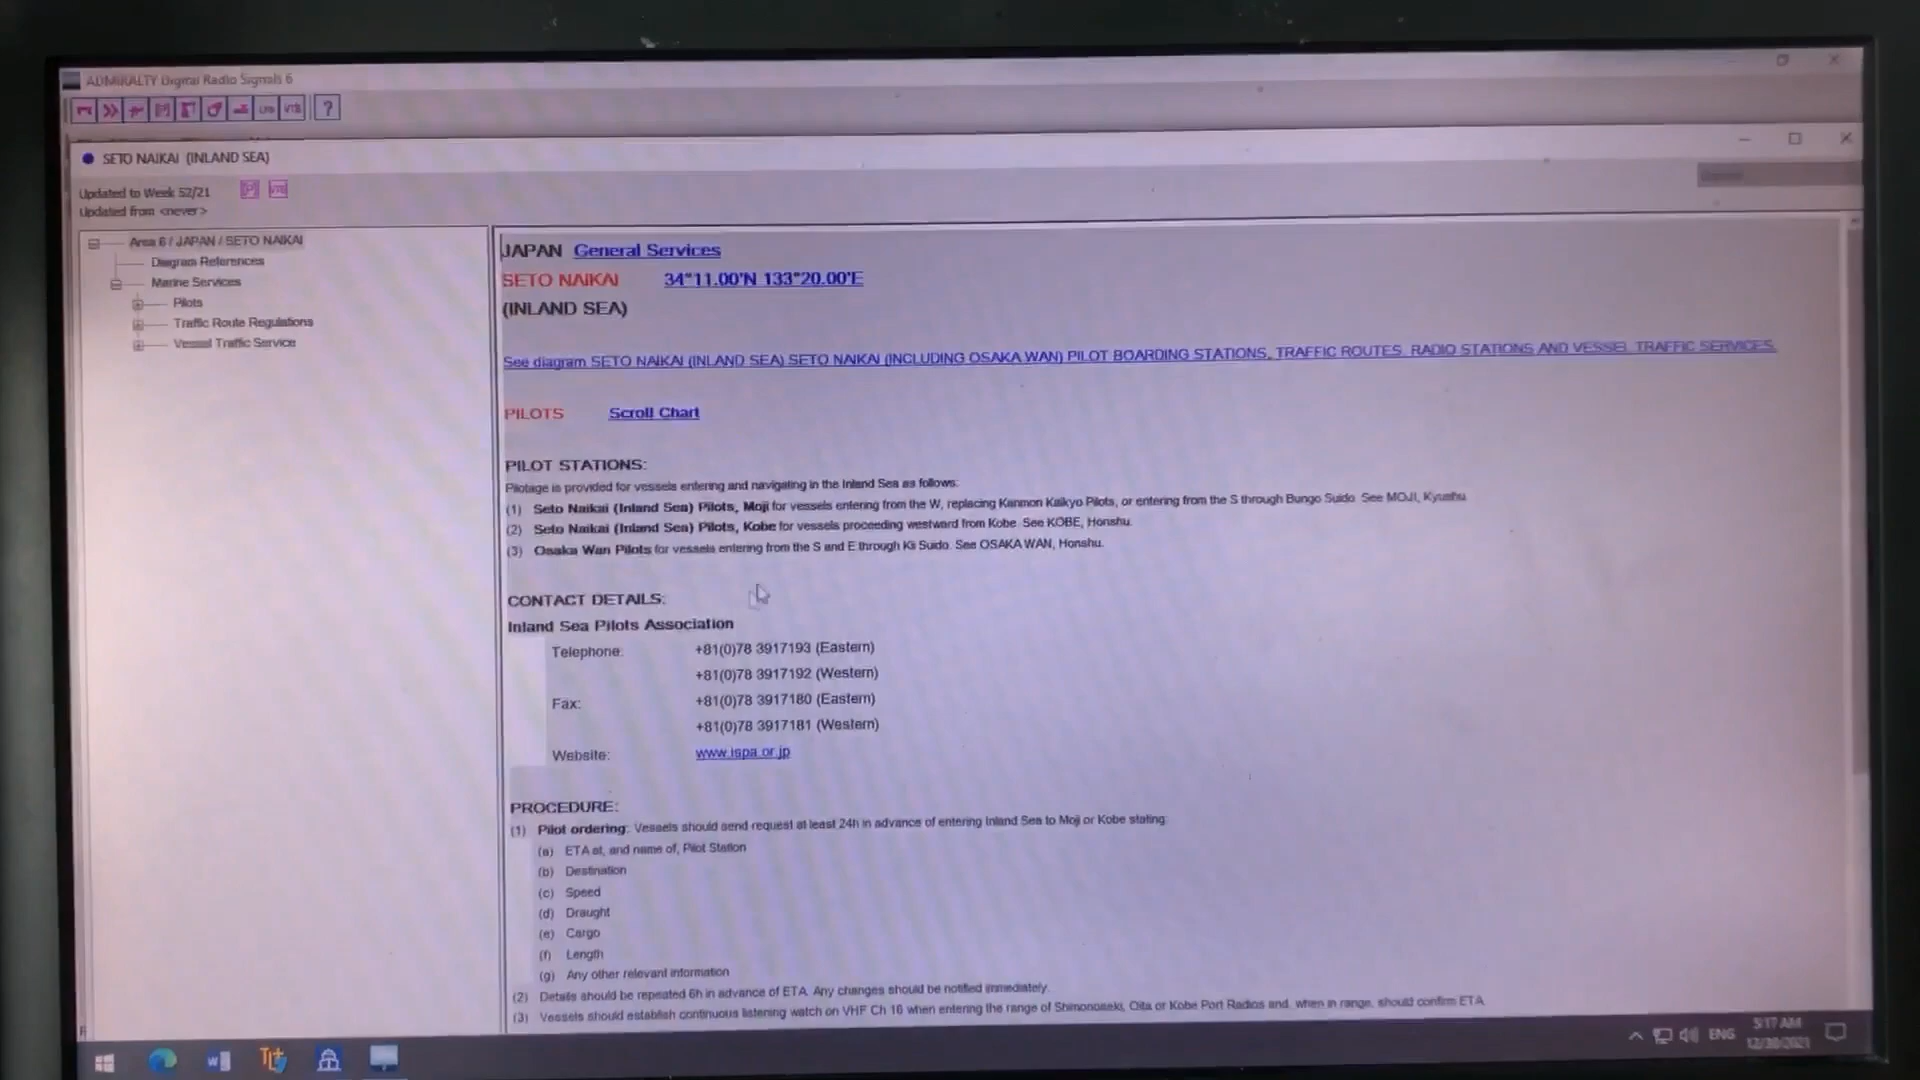 ADMIRALTY Digital Radio Signals 6
LPS VTS ?
SETO NAIKAI (INLAND SEA)
Updated to Week 52/21 [P] VTS
Updated from <never>
Area 6 / JAPAN / SETO NAIKAI
Diagram References
Marine Services
Pilots
Traffic Route Regulations
Vessel Traffic Service
JAPAN General Services
SETO NAIKAI 34°11.00'N 133°20.00'E
(INLAND SEA)
See diagram SETO NAIKAI (INLAND SEA) SETO NAIKAI (INCLUDING OSAKA WAN) PILOT BOARDING STATIONS, TRAFFIC ROUTES, RADIO STATIONS AND VESSEL TRAFFIC SERVICES.
PILOTS Scroll Chart
PILOT STATIONS:
Pilotage is provided for vessels entering and navigating in the Inland Sea as follows:
(1) Seto Naikai (Inland Sea) Pilots, Moji for vessels entering from the W, replacing Kanmon Kaikyo Pilots, or entering from the S through Bungo Suido. See MOJI, Kyushu.
(2) Seto Naikai (Inland Sea) Pilots, Kobe for vessels proceeding westward from Kobe. See KOBE, Honshu.
(3) Osaka Wan Pilots for vessels entering from the S and E through Kii Suido. See OSAKA WAN, Honshu.
CONTACT DETAILS:
Inland Sea Pilots Association
Telephone: +81(0)78 3917193 (Eastern)
+81(0)78 3917192 (Western)
Fax: +81(0)78 3917180 (Eastern)
+81(0)78 3917181 (Western)
Website: www.ispa.or.jp
PROCEDURE:
(1) Pilot ordering: Vessels should send request at least 24h in advance of entering Inland Sea to Moji or Kobe stating:
(a) ETA at, and name of, Pilot Station
(b) Destination
(c) Speed
(d) Draught
(e) Cargo
(f) Length
(g) Any other relevant information
(2) Details should be repeated 6h in advance of ETA. Any changes should be notified immediately.
(3) Vessels should establish continuous listening watch on VHF Ch 16 when entering the range of Shimonoseki, Oita or Kobe Port Radios and, when in range, should confirm ETA
ENG 5:17 AM
12/30/2021